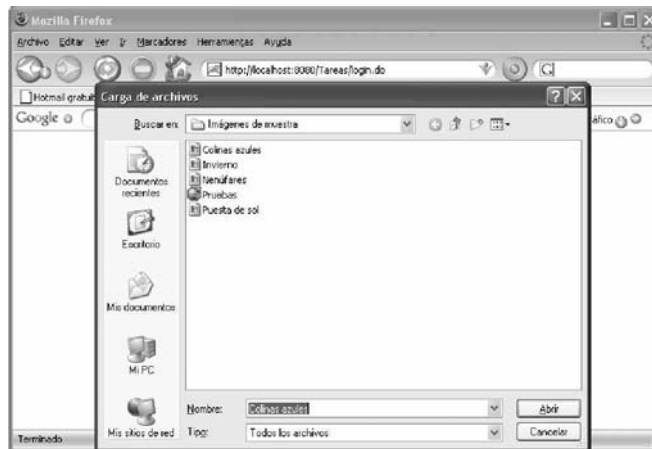 Mozilla Firefox
Archivo Editar Ver Ir Marcadores Herramientas Ayuda
http://localhost:8080/Tareas/login.do
G
Hotmail gratuit
Carga de archivos
Google
Buscar en: Imágenes de muestra
áfico
Colinas azules
Invierno
Nenúfares
Pruebas
Puesta de sol
Documentos
recientes
Escritorio
Mis documentos
Mi PC
Mis sitios de red
Nombre: Colinas azules Abrir
Tipo: Todos los archivos Cancelar
Terminado